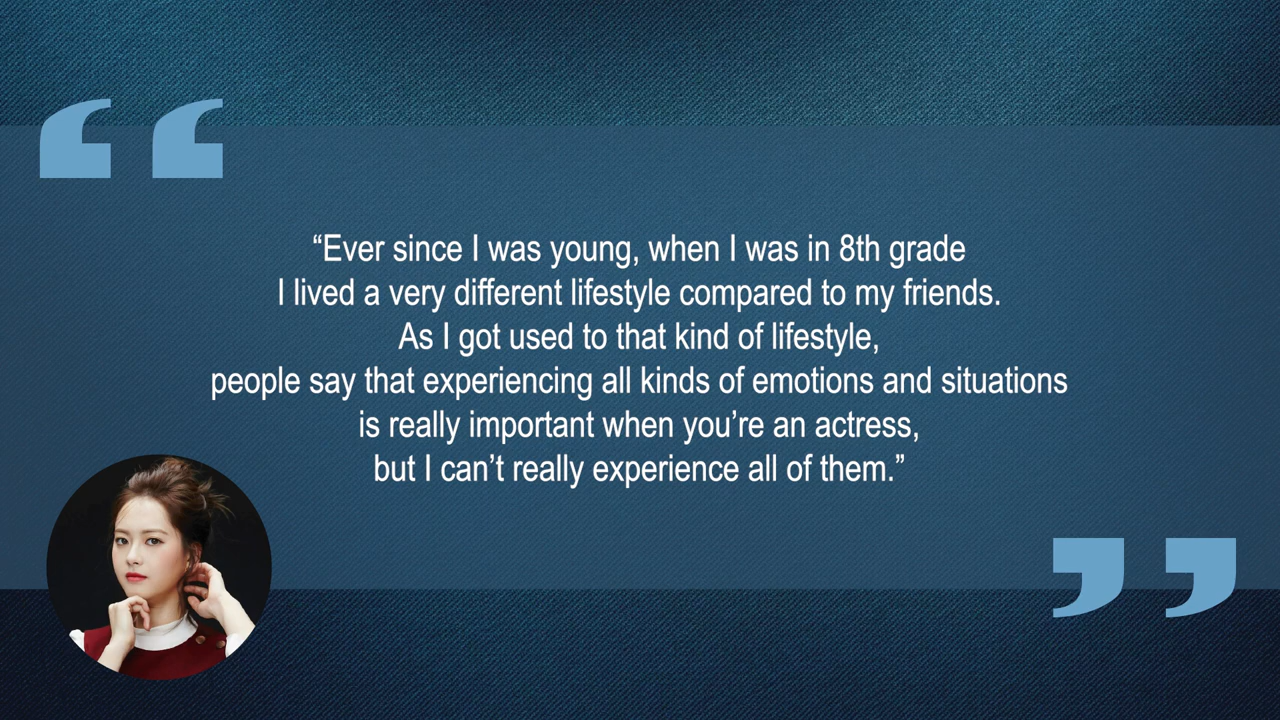 “Ever since I was young, when I was in 8th grade
I lived a very different lifestyle compared to my friends.
As I got used to that kind of lifestyle,
people say that experiencing all kinds of emotions and situations
is really important when you’re an actress,
but I can’t really experience all of them.”